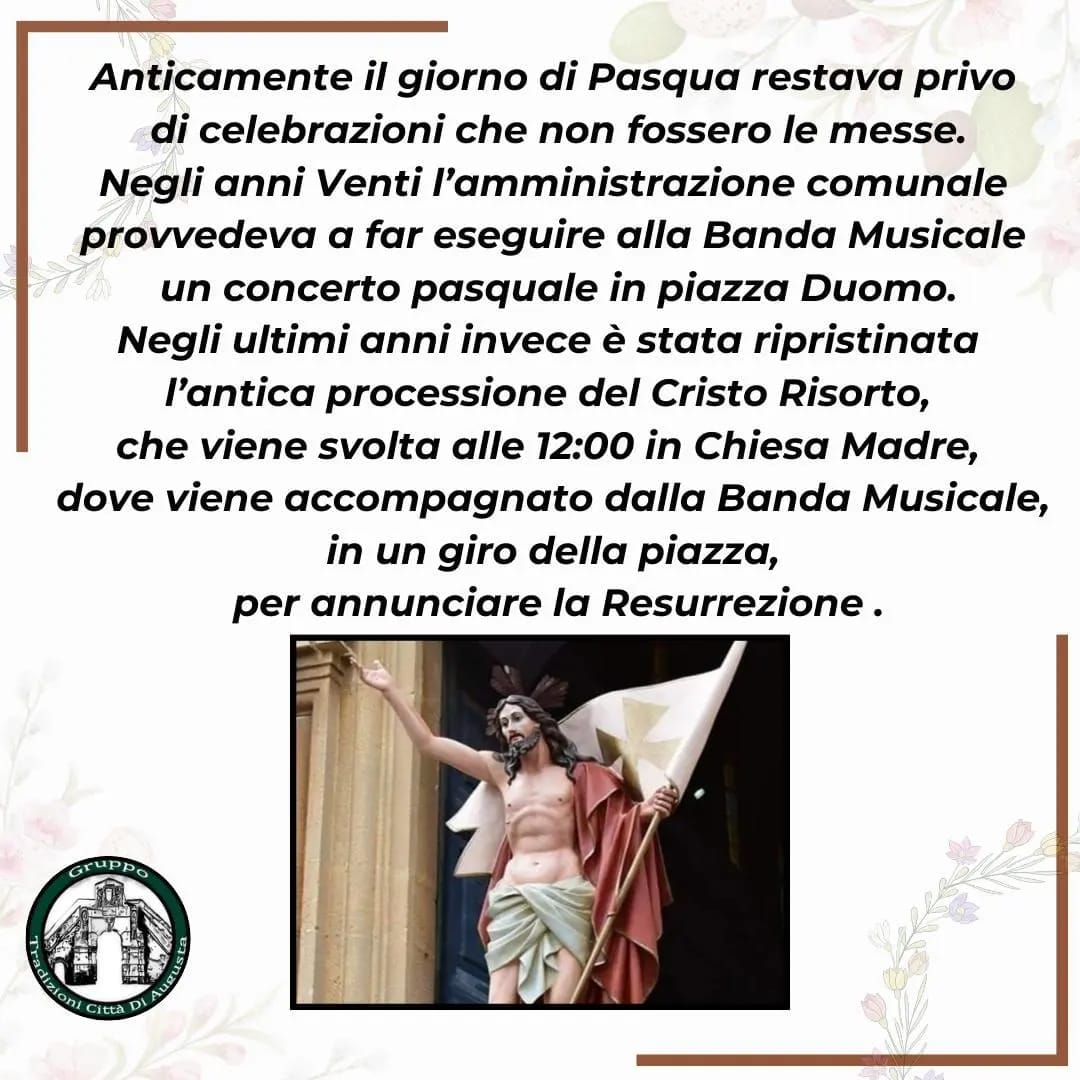 Anticamente il giorno di Pasqua restava privo
di celebrazioni che non fossero le messe.
Negli anni Venti l’amministrazione comunale
provvedeva a far eseguire alla Banda Musicale
un concerto pasquale in piazza Duomo.
Negli ultimi anni invece è stata ripristinata
l’antica processione del Cristo Risorto,
che viene svolta alle 12:00 in Chiesa Madre,
dove viene accompagnato dalla Banda Musicale,
in un giro della piazza,
per annunciare la Resurrezione .
Gruppo
Tradizioni Città Di Augusta